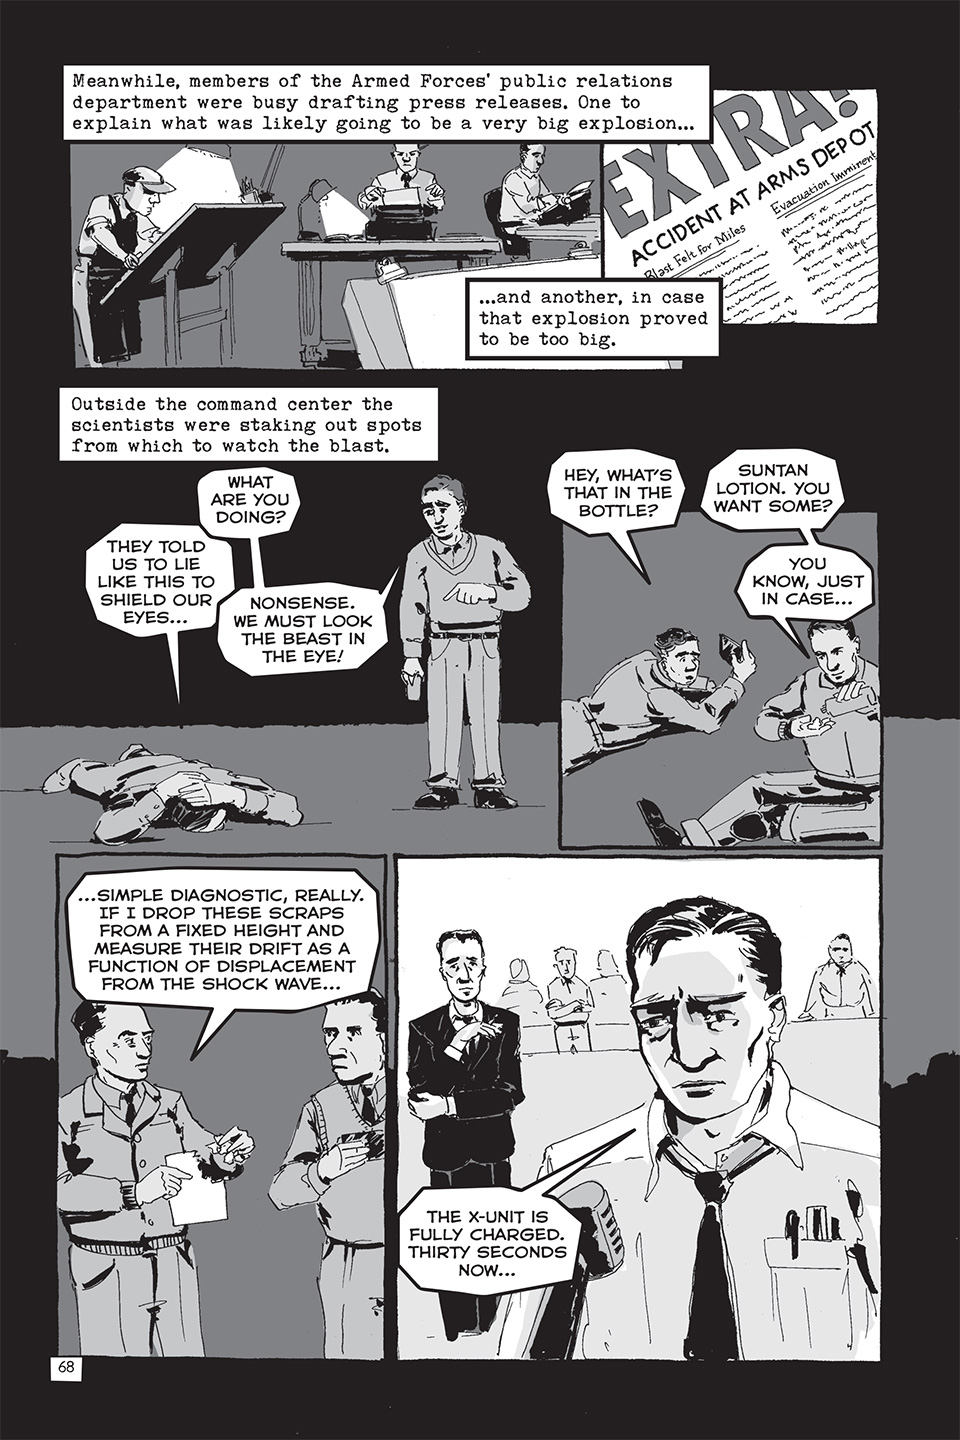 Meanwhile, members of the Armed Forces' public relations
department were busy drafting press releases. One to
explain what was likely going to be a very big explosion...
EXTRA!
ACCIDENT AT ARMS DEPOT
Blast Felt for Miles
Evacuation Imminent
...and another, in case
that explosion proved
to be too big.
Outside the command center the
scientists were staking out spots
from which to watch the blast.
WHAT
ARE YOU
DOING?
THEY TOLD
US TO LIE
LIKE THIS TO
SHIELD OUR
EYES...
NONSENSE.
WE MUST LOOK
THE BEAST IN
THE EYE!
HEY, WHAT'S
THAT IN THE
BOTTLE?
SUNTAN
LOTION. YOU
WANT SOME?
YOU
KNOW, JUST
IN CASE...
...SIMPLE DIAGNOSTIC, REALLY.
IF I DROP THESE SCRAPS
FROM A FIXED HEIGHT AND
MEASURE THEIR DRIFT AS A
FUNCTION OF DISPLACEMENT
FROM THE SHOCK WAVE...
THE X-UNIT IS
FULLY CHARGED.
THIRTY SECONDS
NOW...
68